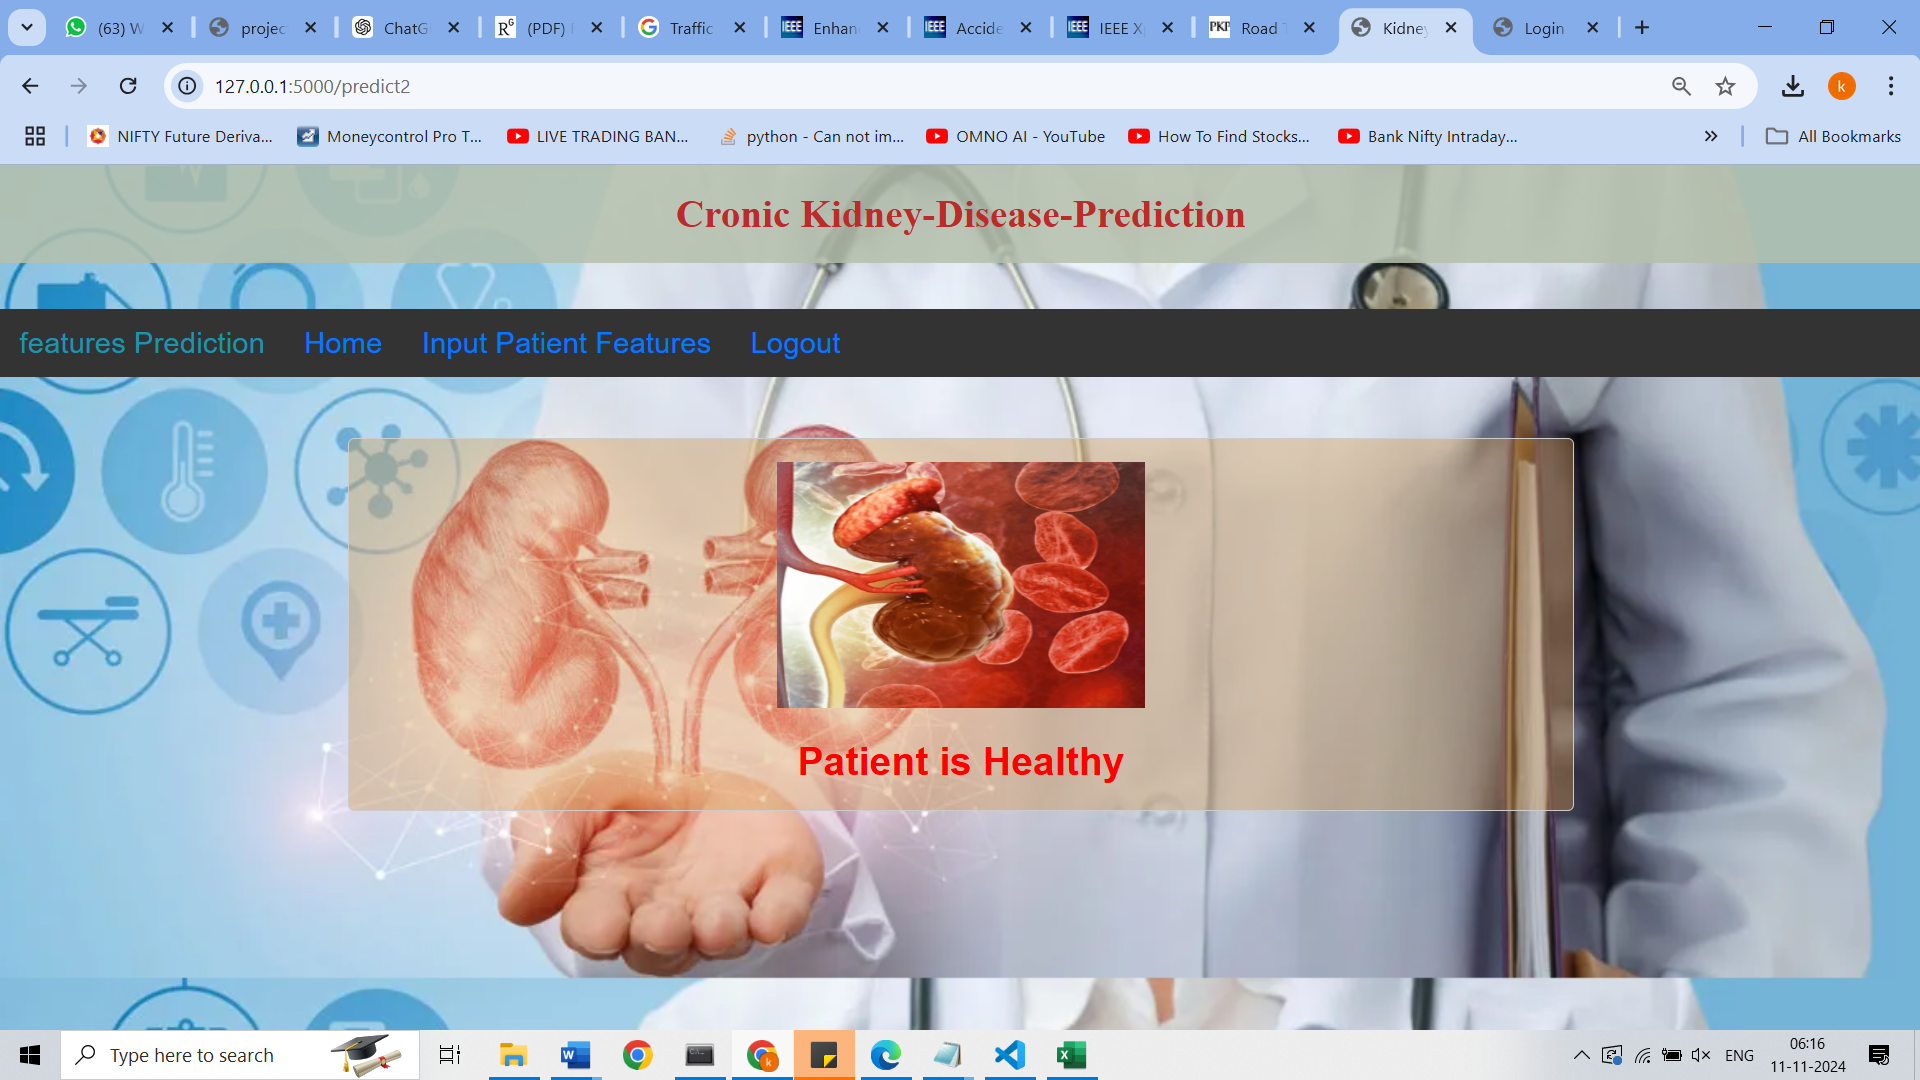 (63) W
projec
ChatG
(PDF)
Traffic
Enhan
Accide
IEEE X
Road
Kidney
Login
127.0.0.1:5000/predict2
k
NIFTY Future Deriva...
Moneycontrol Pro T...
LIVE TRADING BAN...
python - Can not im...
OMNO AI - YouTube
How To Find Stocks...
Bank Nifty Intraday...
All Bookmarks
Cronic Kidney-Disease-Prediction
features Prediction
Home
Input Patient Features
Logout
Patient is Healthy
Type here to search
ENG
06:16
11-11-2024